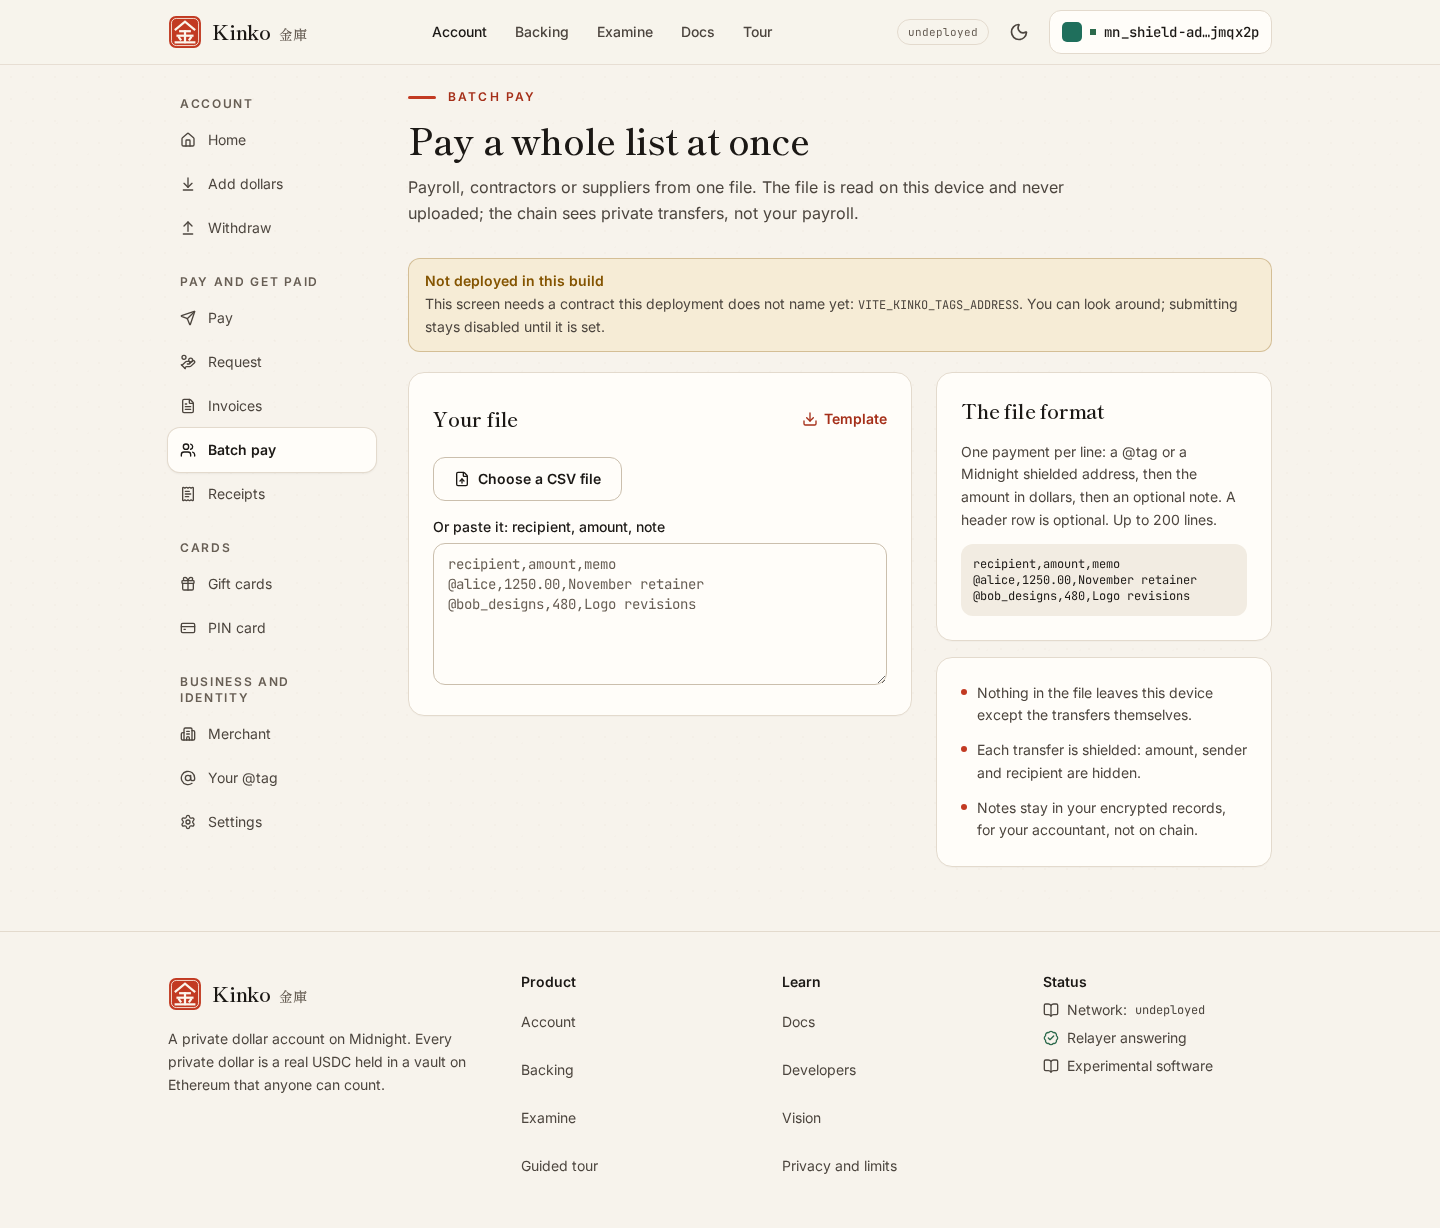 金 Kinko 金庫
Account Backing Examine Docs Tour
undeployed
mn_shield-ad…jmqx2p
ACCOUNT
Home
Add dollars
Withdraw
PAY AND GET PAID
Pay
Request
Invoices
Batch pay
Receipts
CARDS
Gift cards
PIN card
BUSINESS AND
IDENTITY
Merchant
Your @tag
Settings
BATCH PAY
Pay a whole list at once
Payroll, contractors or suppliers from one file. The file is read on this device and never
uploaded; the chain sees private transfers, not your payroll.
Not deployed in this build
This screen needs a contract this deployment does not name yet: VITE_KINKO_TAGS_ADDRESS. You can look around; submitting
stays disabled until it is set.
Your file
Template
Choose a CSV file
Or paste it: recipient, amount, note
recipient,amount,memo
@alice,1250.00,November retainer
@bob_designs,480,Logo revisions
The file format
One payment per line: a @tag or a
Midnight shielded address, then the
amount in dollars, then an optional note. A
header row is optional. Up to 200 lines.
recipient,amount,memo
@alice,1250.00,November retainer
@bob_designs,480,Logo revisions
Nothing in the file leaves this device
except the transfers themselves.
Each transfer is shielded: amount, sender
and recipient are hidden.
Notes stay in your encrypted records,
for your accountant, not on chain.
金 Kinko 金庫
A private dollar account on Midnight. Every
private dollar is a real USDC held in a vault on
Ethereum that anyone can count.
Product
Account
Backing
Examine
Guided tour
Learn
Docs
Developers
Vision
Privacy and limits
Status
Network: undeployed
Relayer answering
Experimental software